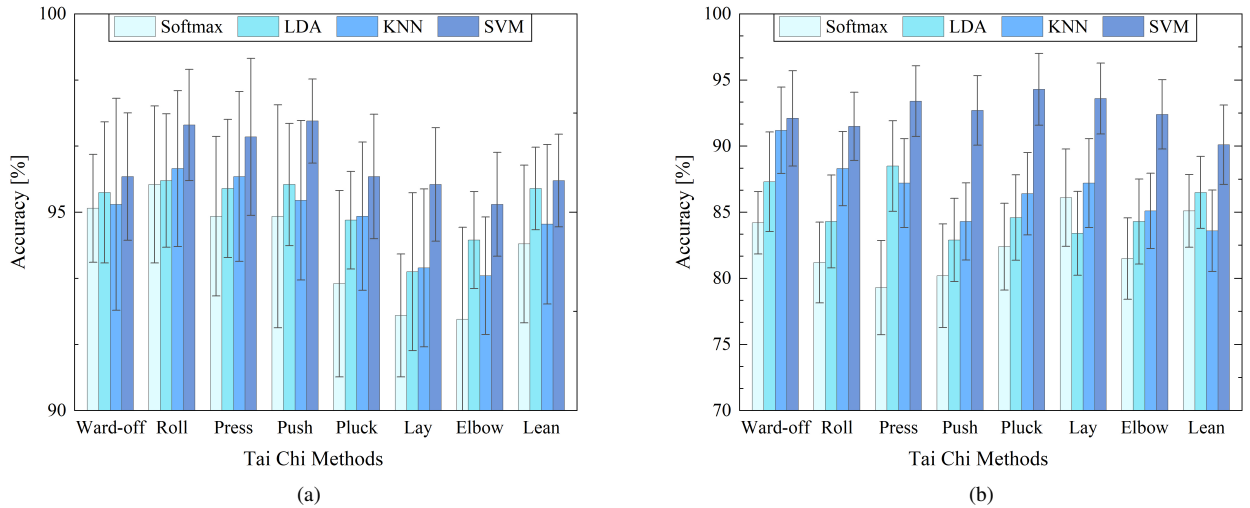 100
Softmax LDA KNN SVM
95
90
Accuracy [%]
Ward-off Roll Press Push Pluck Lay Elbow Lean
Tai Chi Methods
(a)
100
Softmax LDA KNN SVM
95
90
85
80
75
70
Accuracy [%]
Ward-off Roll Press Push Pluck Lay Elbow Lean
Tai Chi Methods
(b)